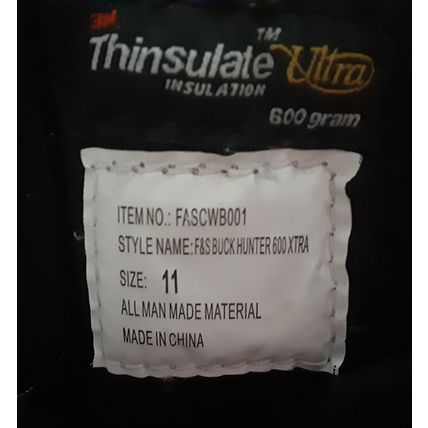 3M
Thinsulate™ Ultra
INSULATION
600 gram
ITEM NO.: FASCWB001
STYLE NAME: F&S BUCK HUNTER 600 XTRA
SIZE: 11
ALL MAN MADE MATERIAL
MADE IN CHINA